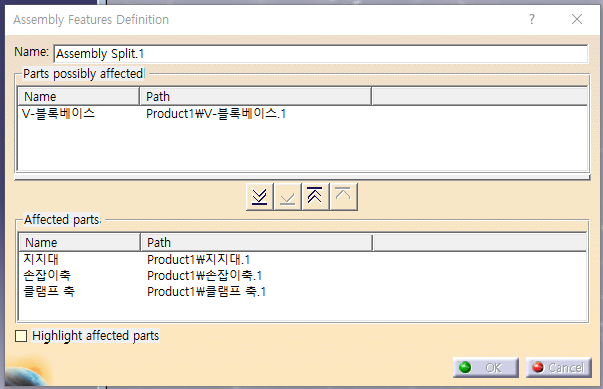 Assembly Features Definition
Name: Assembly Split.1
Parts possibly affected
Name Path
V-블록베이스 Product1₩V-블록베이스.1
Affected parts
Name Path
지지대 Product1₩지지대.1
손잡이축 Product1₩손잡이축.1
클램프 축 Product1₩클램프 축.1
Highlight affected parts
OK Cancel